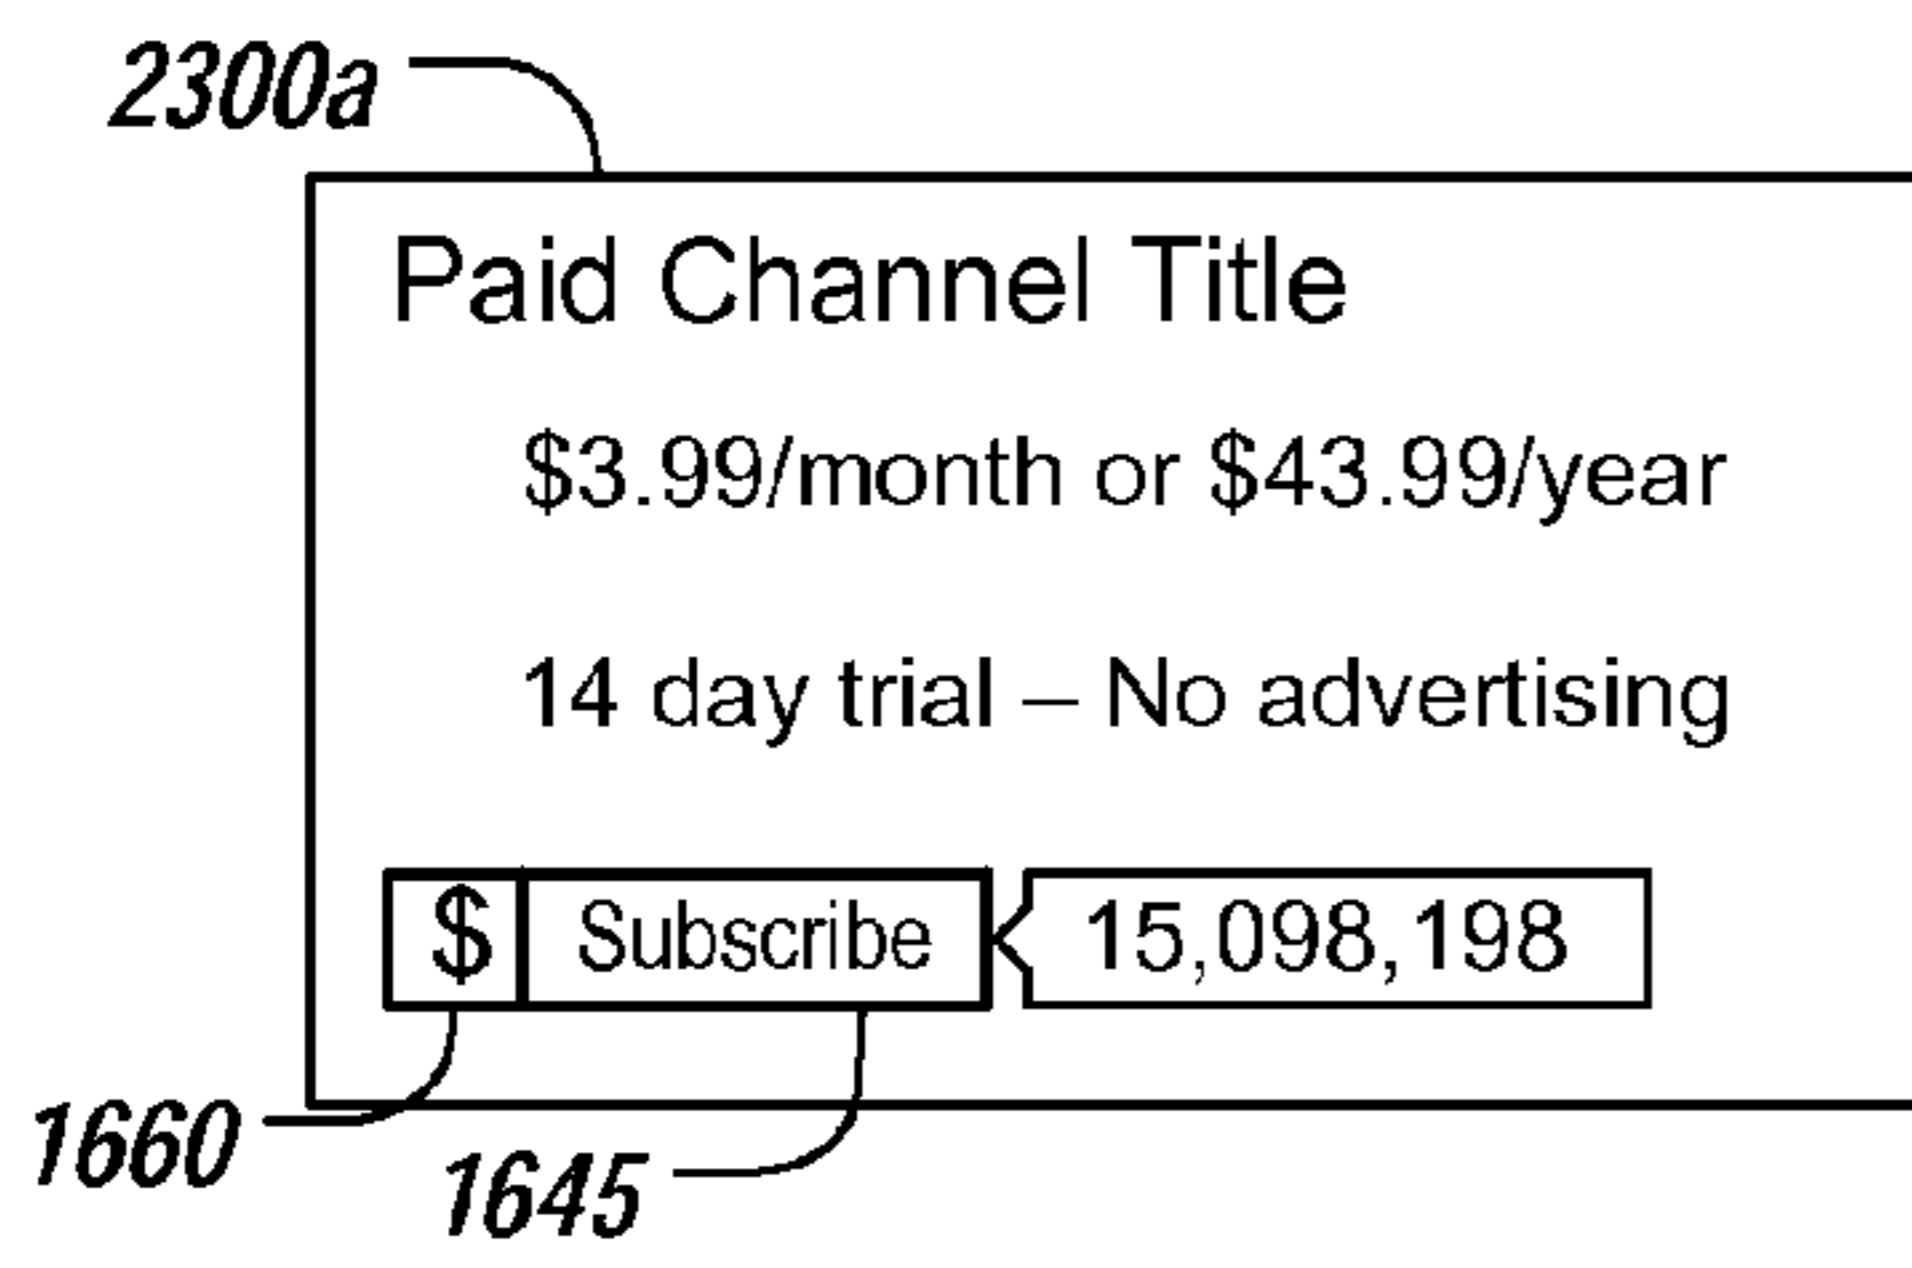 2300a
Paid Channel Title
$3.99/month or $43.99/year
14 day trial – No advertising
$ Subscribe 15,098,198
1660
1645